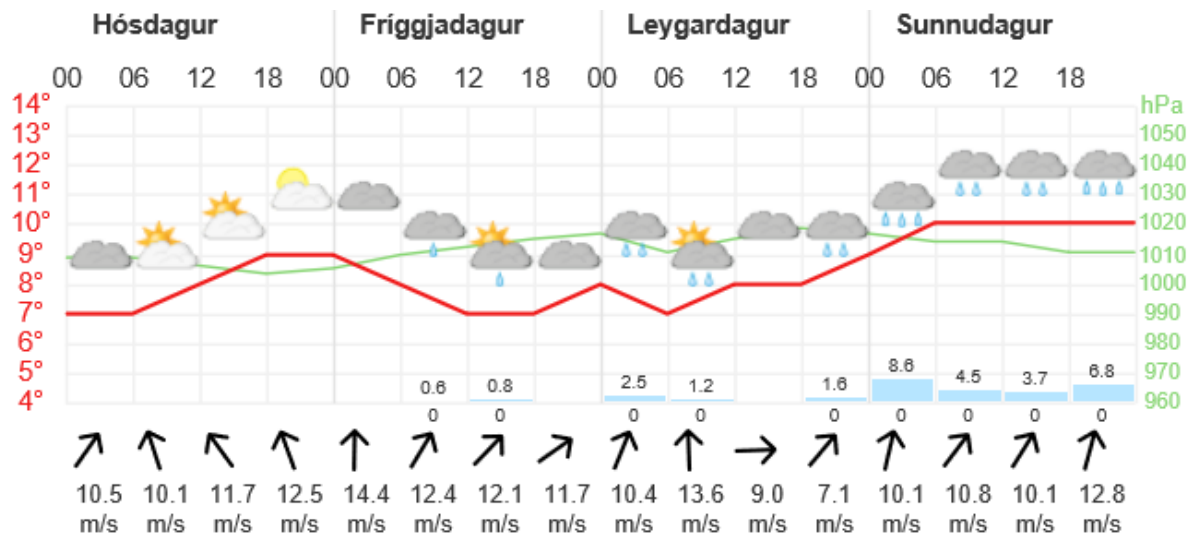 Hósdagur Fríggjadagur Leygardagur Sunnudagur
00 06 12 18 00 06 12 18 00 06 12 18 00 06 12 18
14° hPa
13° 1050
12° 1040
11° 1030
10° 1020
9° 1010
8° 1000
7° 990
6° 980
5° 970
8.6 6.8
0.6 0.8 2.5 1.2 1.6 4.5 3.7
4° 960
0 0 0 0 0 0 0 0 0
10.5 10.1 11.7 12.5 14.4 12.4 12.1 11.7 10.4 13.6 9.0 7.1 10.1 10.8 10.1 12.8
m/s m/s m/s m/s m/s m/s m/s m/s m/s m/s m/s m/s m/s m/s m/s m/s